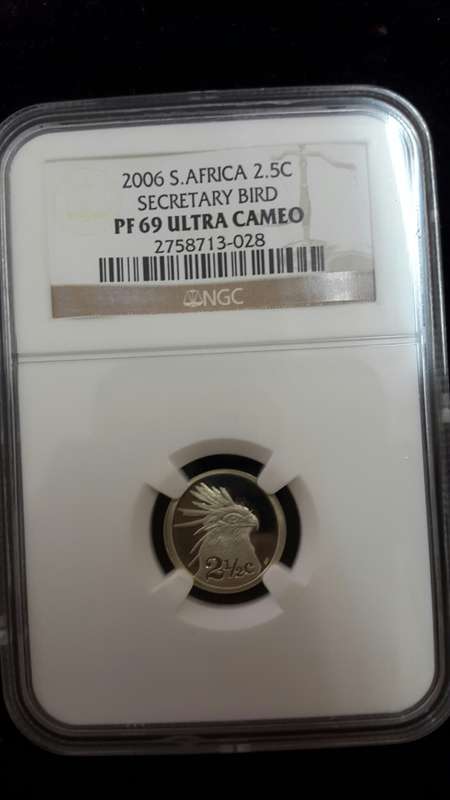 2006 S.AFRICA 2.5C
SECRETARY BIRD
PF 69 ULTRA CAMEO
2758713-028
NGC
2½c